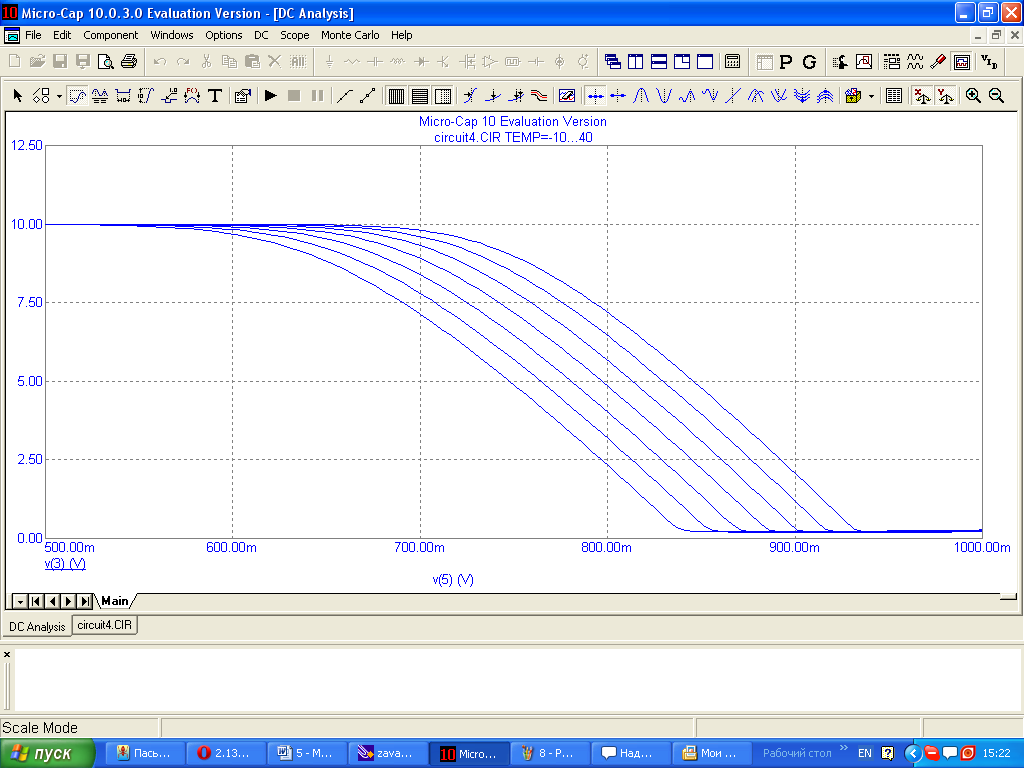 10 Micro-Cap 10.0.3.0 Evaluation Version - [DC Analysis]
File Edit Component Windows Options DC Scope Monte Carlo Help
Micro-Cap 10 Evaluation Version
circuit4.CIR TEMP=-10...40
12.50
10.00
7.50
5.00
2.50
0.00
500.00m 600.00m 700.00m 800.00m 900.00m 1000.00m
v(3) (V)
v(5) (V)
Main
DC Analysis circuit4.CIR
Scale Mode
пуск Пась... 2.13... 5 - М... zava... 10 Micro... 8 - Р... Над... Мои ... Рабочий стол EN 15:22